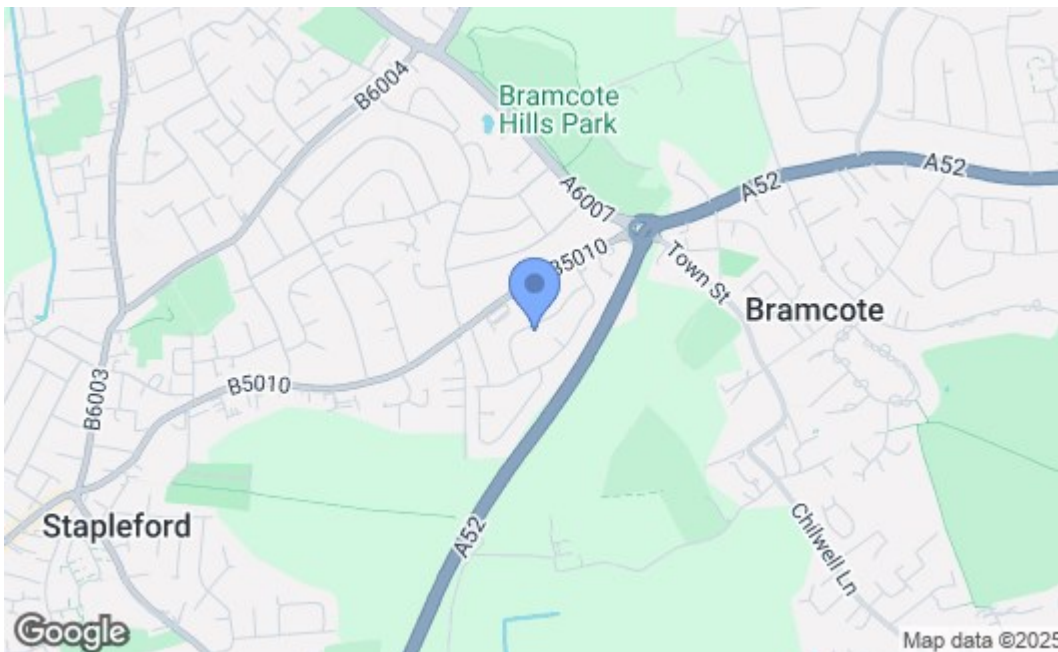 B6004
Bramcote
Hills Park
A6007
A52
A52
B5010
Town St
Bramcote
B5010
B6003
Stapleford
A52
Chilwell Ln
Google
Map data ©2025